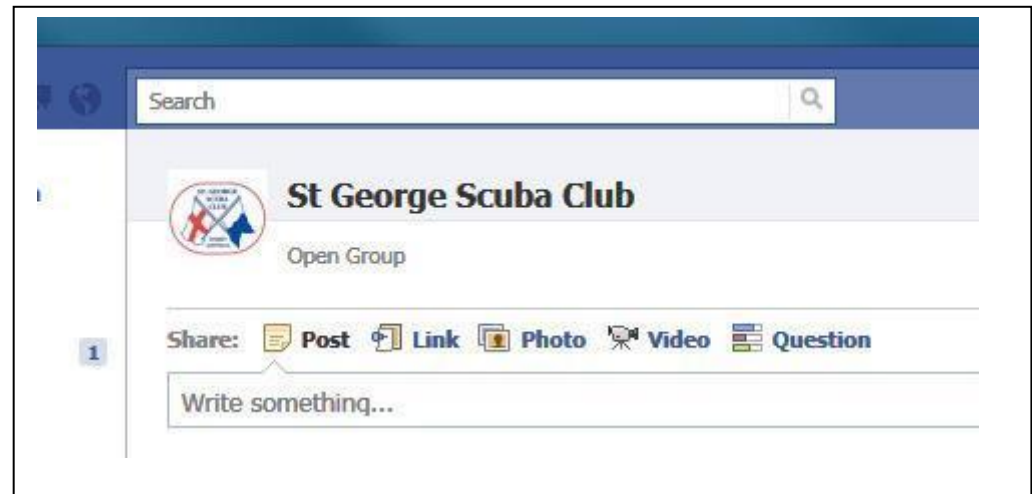 Search
St George Scuba Club
Open Group
1
Share: Post Link Photo Video Question
Write something...